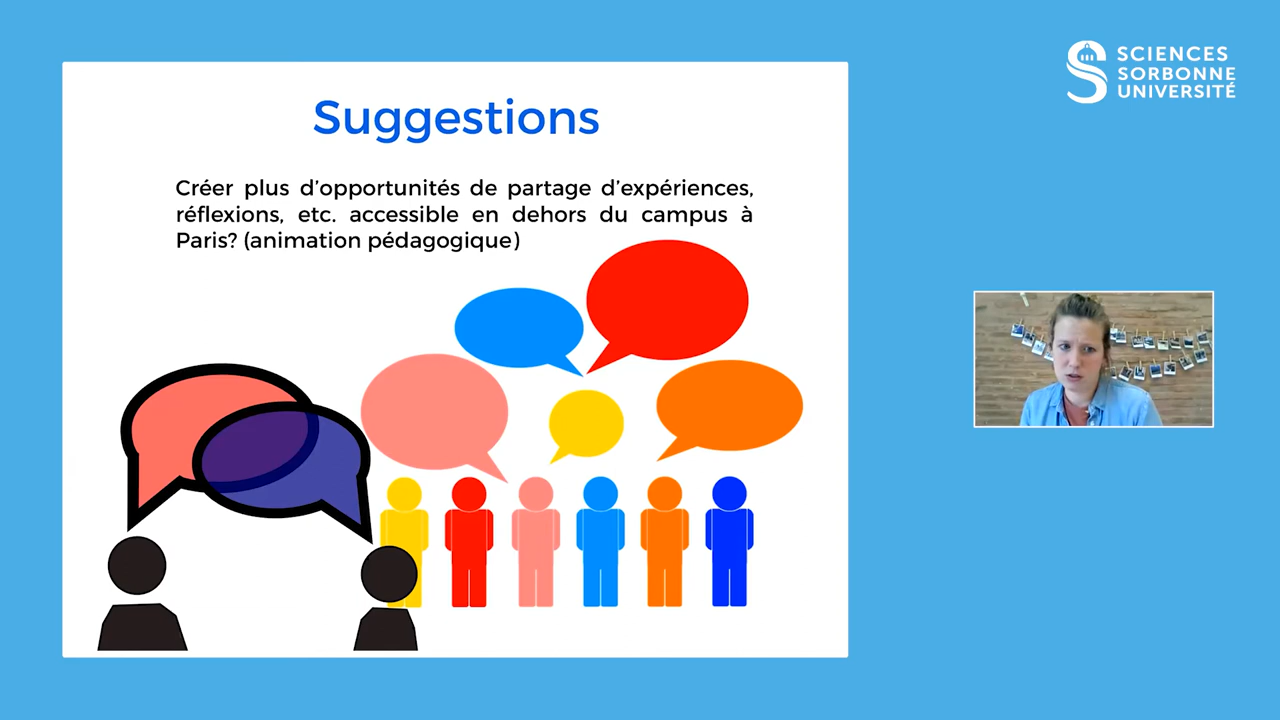 Suggestions
Créer plus d’opportunités de partage d’expériences,
réflexions, etc. accessible en dehors du campus à
Paris? (animation pédagogique)
SCIENCES
SORBONNE
UNIVERSITÉ